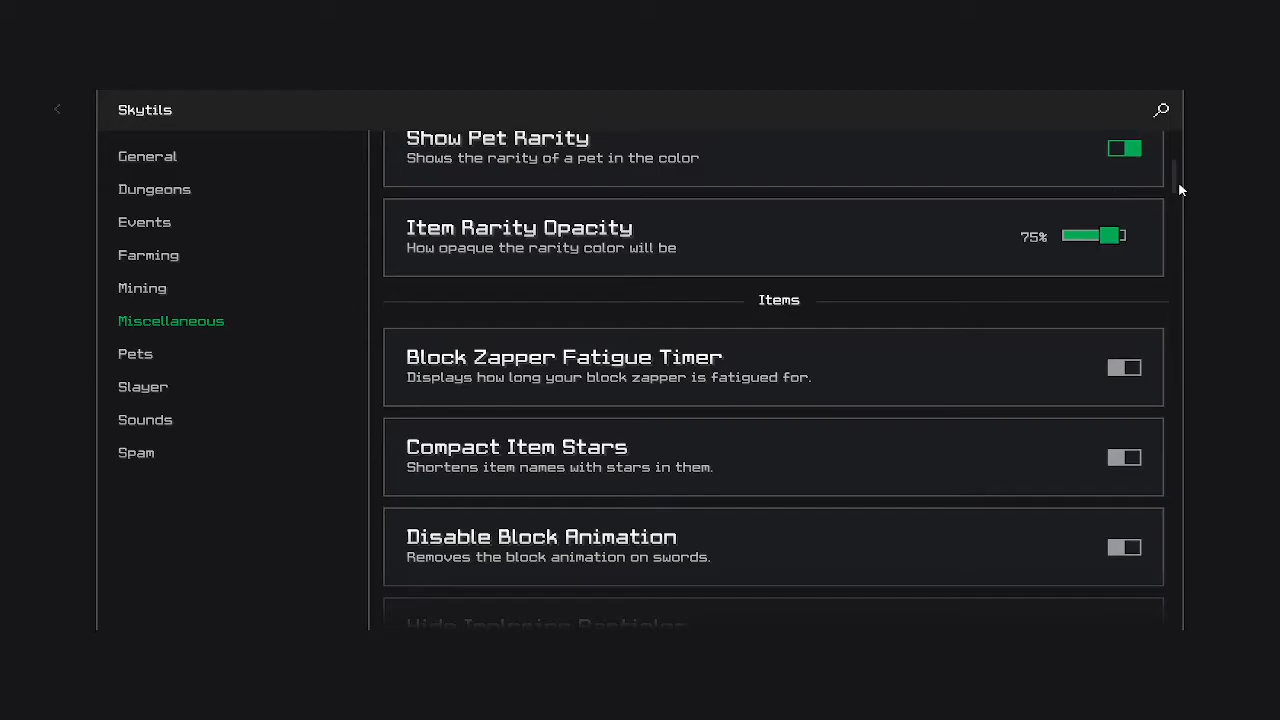 Skytils
General
Dungeons
Events
Farming
Mining
Miscellaneous
Pets
Slayer
Sounds
Spam
Show Pet Rarity
Shows the rarity of a pet in the color
Item Rarity Opacity
How opaque the rarity color will be
75%
Items
Block Zapper Fatigue Timer
Displays how long your block zapper is fatigued for.
Compact Item Stars
Shortens item names with stars in them.
Disable Block Animation
Removes the block animation on swords.
Hide Implosion Particles